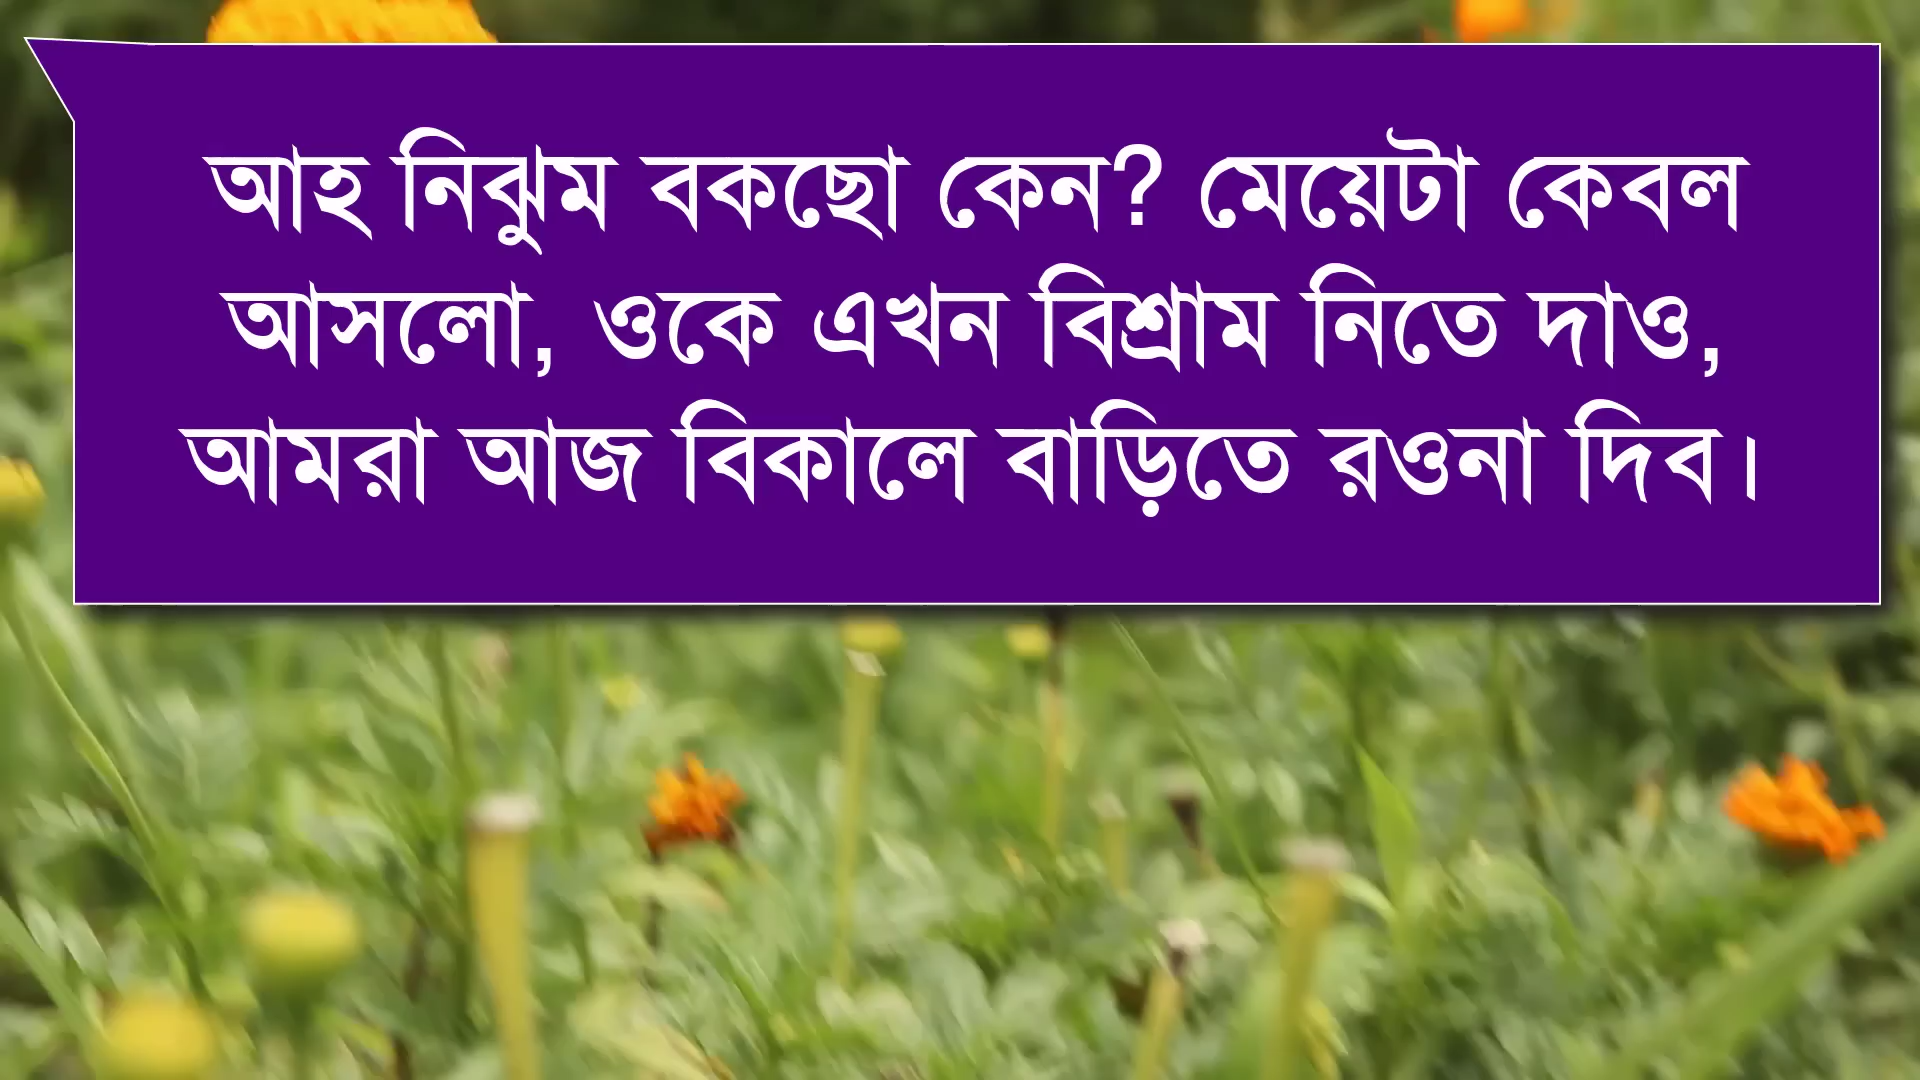 আহ নিঝুম বকছো কেন? মেয়েটা কেবল
আসলো, ওকে এখন বিশ্রাম নিতে দাও,
আমরা আজ বিকালে বাড়িতে রওনা দিব।